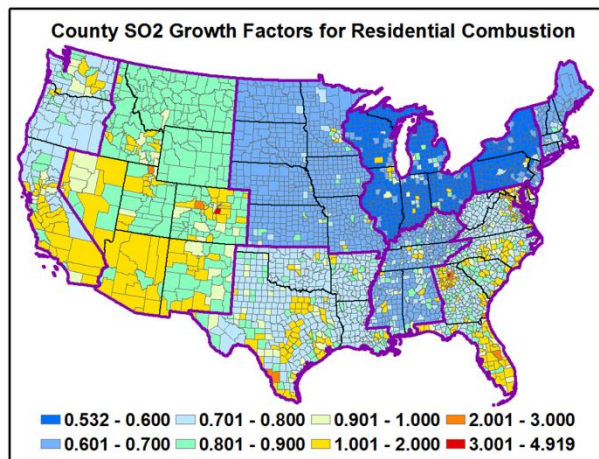 County SO2 Growth Factors for Residential Combustion
0.532 - 0.600 0.701 - 0.800 0.901 - 1.000 2.001 - 3.000
0.601 - 0.700 0.801 - 0.900 1.001 - 2.000 3.001 - 4.919